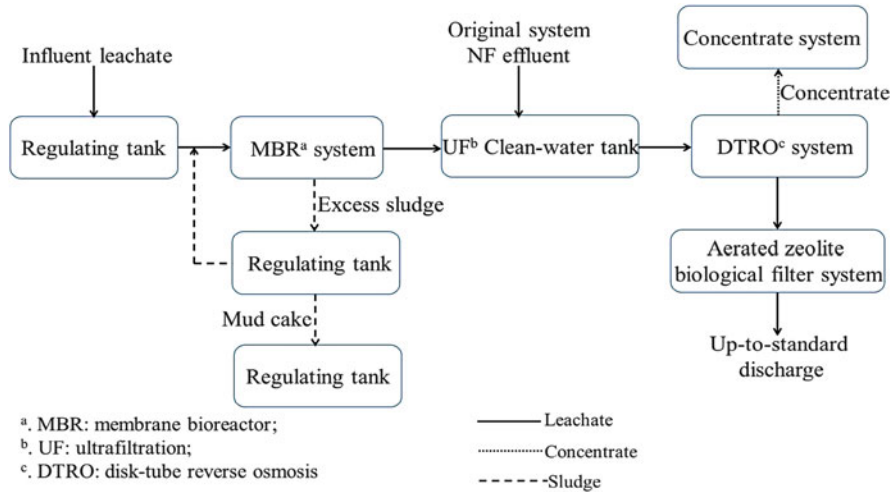 Influent leachate
Original system
NF effluent
Concentrate system
Concentrate
Regulating tank
MBRᵃ system
UFᵇ Clean-water tank
DTROᶜ system
Excess sludge
Regulating tank
Aerated zeolite
biological filter system
Mud cake
Regulating tank
Up-to-standard
discharge
ᵃ. MBR: membrane bioreactor;
ᵇ. UF: ultrafiltration;
ᶜ. DTRO: disk-tube reverse osmosis
Leachate
Concentrate
Sludge